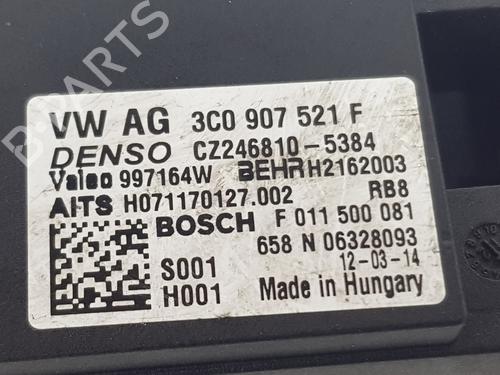 VW AG 3C0 907 521 F
DENSO CZ246810-5384
Valeo 997164W BEHR H2162003
AITS H071170127.002 RB8
BOSCH F 011 500 081
658 N 06328093
S001 12-03-14
H001 Made in Hungary